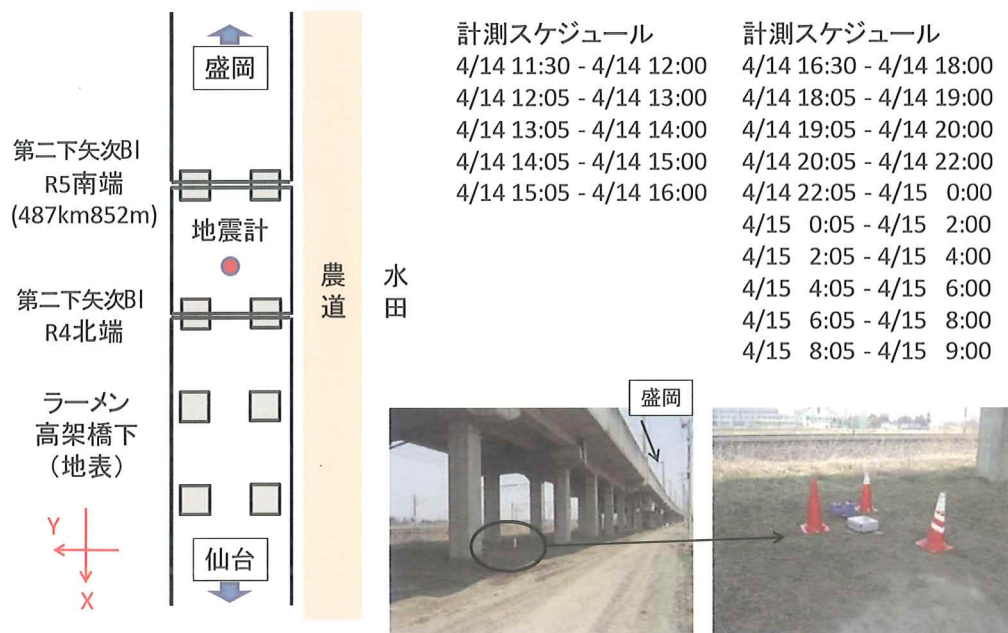 盛岡
第二下矢次BI
R5南端
(487km852m)
地震計
第二下矢次BI
R4北端
ラーメン
高架橋下
（地表）
Y
X
仙台
農道
水田
計測スケジュール
4/14 11:30 - 4/14 12:00
4/14 12:05 - 4/14 13:00
4/14 13:05 - 4/14 14:00
4/14 14:05 - 4/14 15:00
4/14 15:05 - 4/14 16:00
計測スケジュール
4/14 16:30 - 4/14 18:00
4/14 18:05 - 4/14 19:00
4/14 19:05 - 4/14 20:00
4/14 20:05 - 4/14 22:00
4/14 22:05 - 4/15 0:00
4/15 0:05 - 4/15 2:00
4/15 2:05 - 4/15 4:00
4/15 4:05 - 4/15 6:00
4/15 6:05 - 4/15 8:00
4/15 8:05 - 4/15 9:00
盛岡